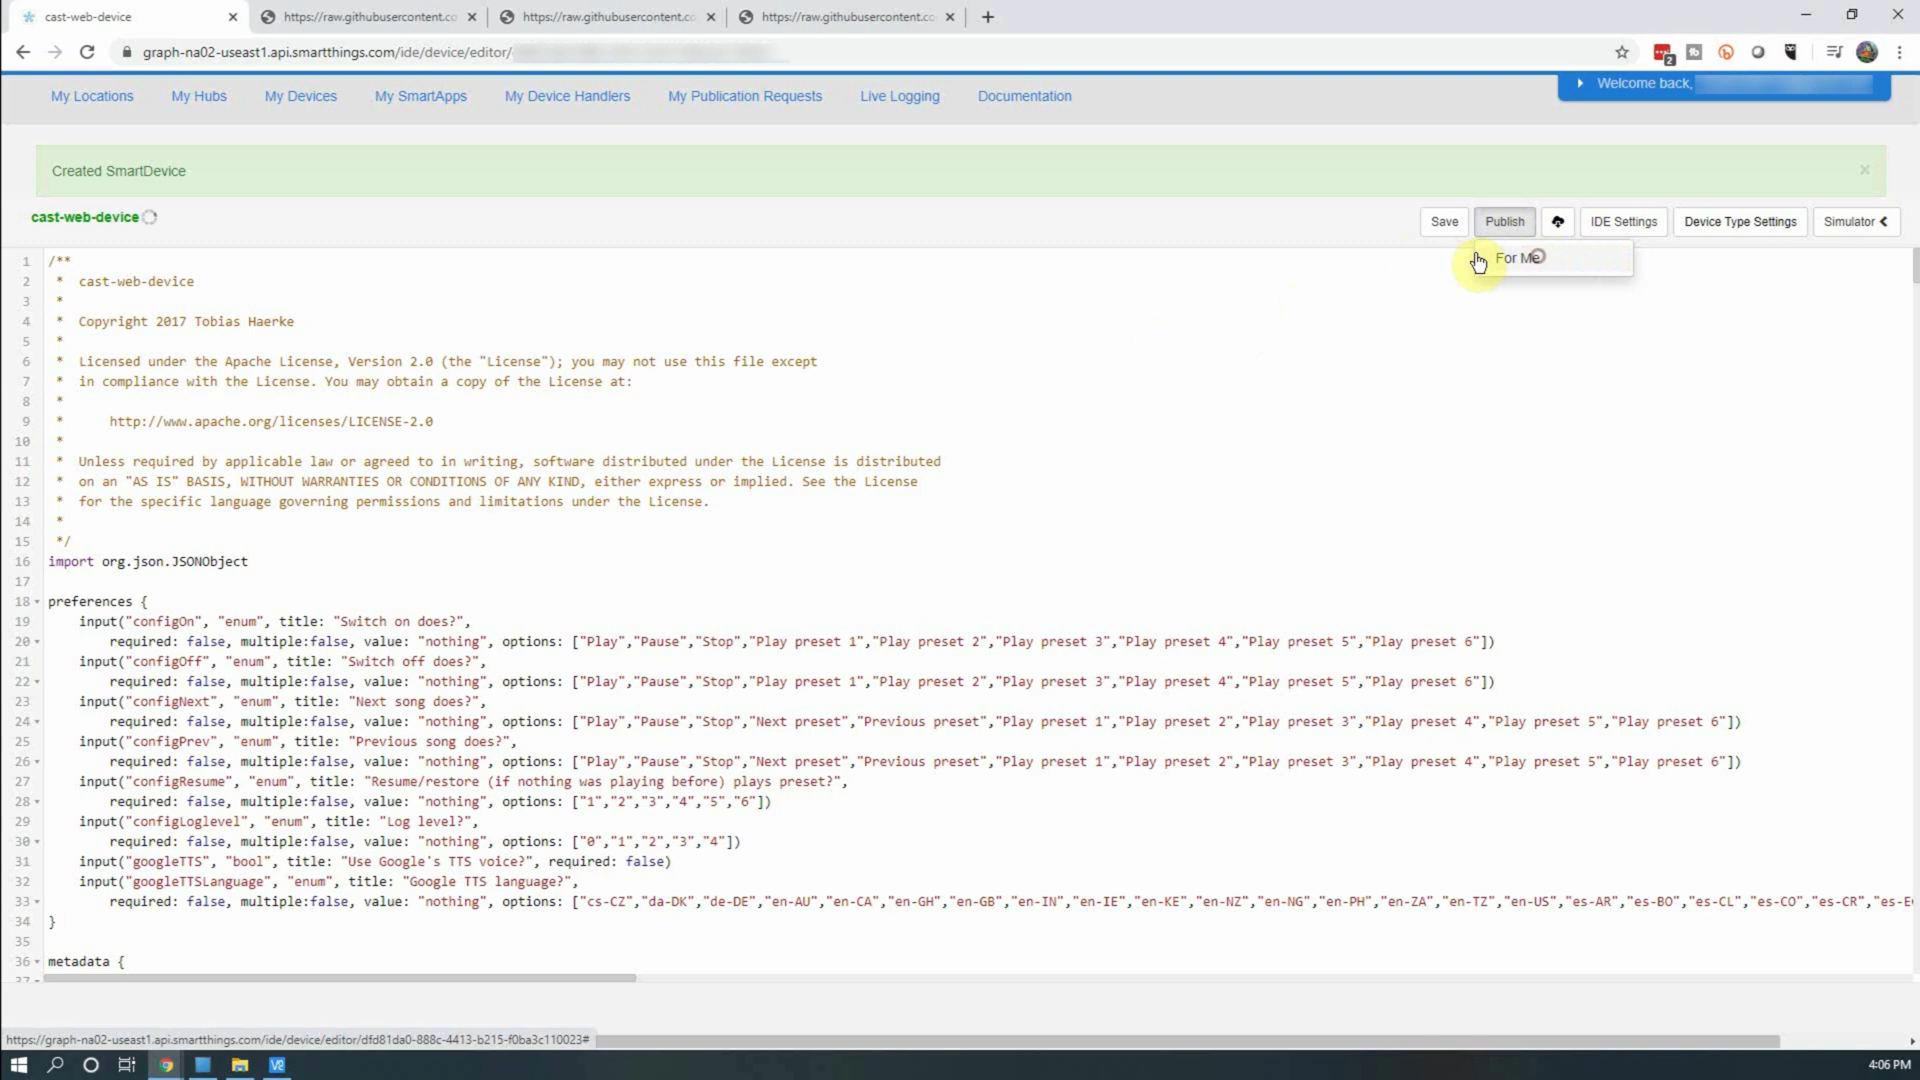 cast-web-device
https://raw.githubusercontent.co
https://raw.githubusercontent.co
https://raw.githubusercontent.co
graph-na02-useast1.api.smartthings.com/ide/device/editor/
2
My Locations
My Hubs
My Devices
My SmartApps
My Device Handlers
My Publication Requests
Live Logging
Documentation
Welcome back,
Created SmartDevice
cast-web-device
Save
Publish
IDE Settings
Device Type Settings
Simulator
For Me
1 /**
2 * cast-web-device
3 *
4 * Copyright 2017 Tobias Haerke
5 *
6 * Licensed under the Apache License, Version 2.0 (the "License"); you may not use this file except
7 * in compliance with the License. You may obtain a copy of the License at:
8 *
9 * http://www.apache.org/licenses/LICENSE-2.0
10 *
11 * Unless required by applicable law or agreed to in writing, software distributed under the License is distributed
12 * on an "AS IS" BASIS, WITHOUT WARRANTIES OR CONDITIONS OF ANY KIND, either express or implied. See the License
13 * for the specific language governing permissions and limitations under the License.
14 *
15 */
16 import org.json.JSONObject
17
18 preferences {
19 input("configOn", "enum", title: "Switch on does?",
20 required: false, multiple:false, value: "nothing", options: ["Play","Pause","Stop","Play preset 1","Play preset 2","Play preset 3","Play preset 4","Play preset 5","Play preset 6"])
21 input("configOff", "enum", title: "Switch off does?",
22 required: false, multiple:false, value: "nothing", options: ["Play","Pause","Stop","Play preset 1","Play preset 2","Play preset 3","Play preset 4","Play preset 5","Play preset 6"])
23 input("configNext", "enum", title: "Next song does?",
24 required: false, multiple:false, value: "nothing", options: ["Play","Pause","Stop","Next preset","Previous preset","Play preset 1","Play preset 2","Play preset 3","Play preset 4","Play preset 5","Play preset 6"])
25 input("configPrev", "enum", title: "Previous song does?",
26 required: false, multiple:false, value: "nothing", options: ["Play","Pause","Stop","Next preset","Previous preset","Play preset 1","Play preset 2","Play preset 3","Play preset 4","Play preset 5","Play preset 6"])
27 input("configResume", "enum", title: "Resume/restore (if nothing was playing before) plays preset?",
28 required: false, multiple:false, value: "nothing", options: ["1","2","3","4","5","6"])
29 input("configLoglevel", "enum", title: "Log level?",
30 required: false, multiple:false, value: "nothing", options: ["0","1","2","3","4"])
31 input("googleTTS", "bool", title: "Use Google's TTS voice?", required: false)
32 input("googleTTSLanguage", "enum", title: "Google TTS language?",
33 required: false, multiple:false, value: "nothing", options: ["cs-CZ","da-DK","de-DE","en-AU","en-CA","en-GH","en-GB","en-IN","en-IE","en-KE","en-NZ","en-NG","en-PH","en-ZA","en-TZ","en-US","es-AR","es-BO","es-CL","es-CO","es-CR","es-E
34 }
35
36 metadata {
37
https://graph-na02-useast1.api.smartthings.com/ide/device/editor/dfd81da0-888c-4413-b215-f0ba3c110023#
4:06 PM